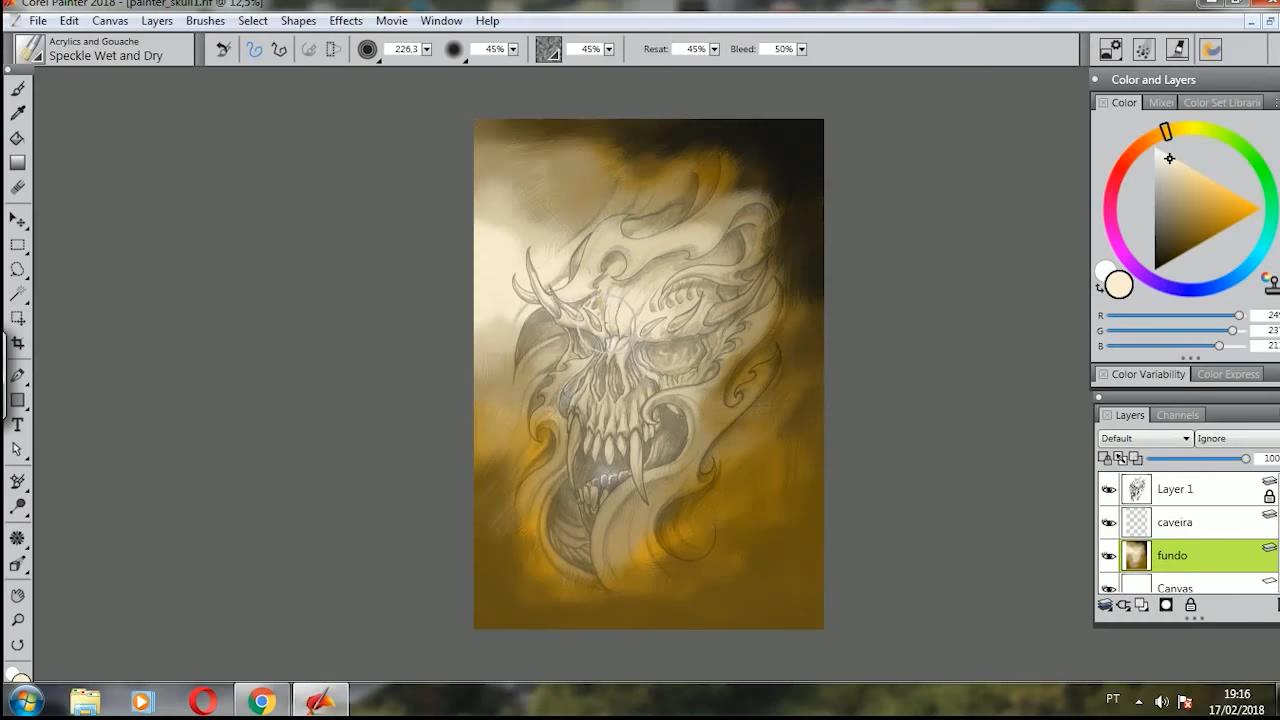 Corel Painter 2018 - [painter_skull1.rif @ 12,5%]
File Edit Canvas Layers Brushes Select Shapes Effects Movie Window Help
Acrylics and Gouache
Speckle Wet and Dry
226,3 45% 45% Resat: 45% Bleed: 50%
Color and Layers
Color Mixer Color Set Librari
R 249
G 237
B 211
Color Variability Color Express
Layers Channels
Default Ignore
100
Layer 1
caveira
fundo
Canvas
T
PT 19:16
17/02/2018